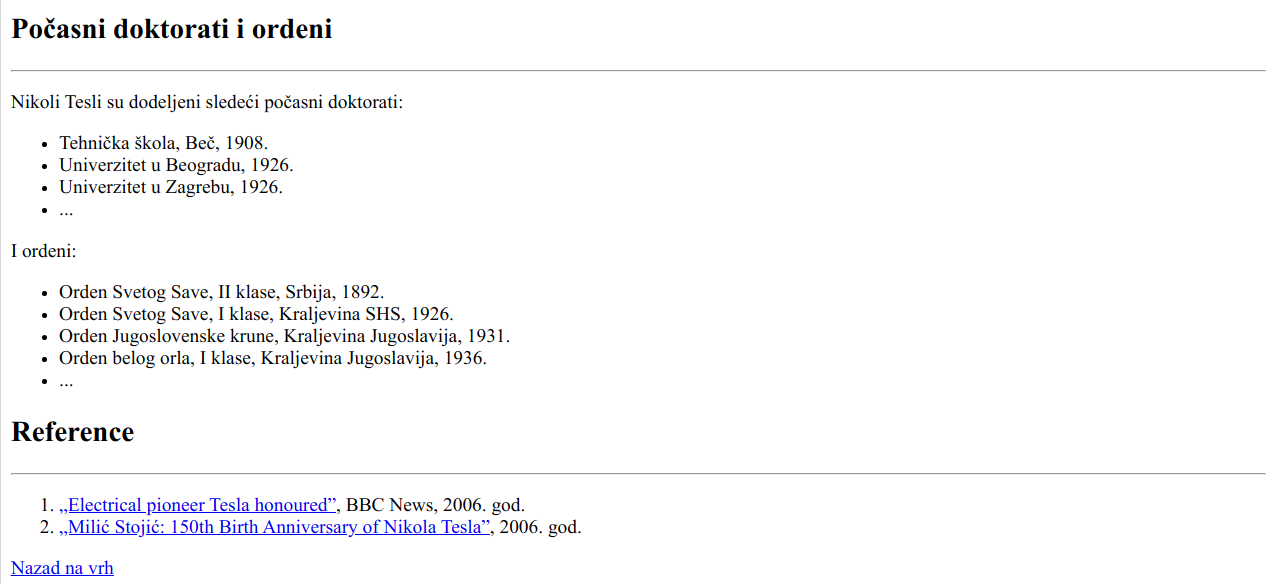 Počasni doktorati i ordeni
Nikoli Tesli su dodeljeni sledeći počasni doktorati:
• Tehnička škola, Beč, 1908.
• Univerzitet u Beogradu, 1926.
• Univerzitet u Zagrebu, 1926.
• ...
I ordeni:
• Orden Svetog Save, II klase, Srbija, 1892.
• Orden Svetog Save, I klase, Kraljevina SHS, 1926.
• Orden Jugoslovenske krune, Kraljevina Jugoslavija, 1931.
• Orden belog orla, I klase, Kraljevina Jugoslavija, 1936.
• ...
Reference
1. „Electrical pioneer Tesla honoured”, BBC News, 2006. god.
2. „Milić Stojić: 150th Birth Anniversary of Nikola Tesla”, 2006. god.
Nazad na vrh